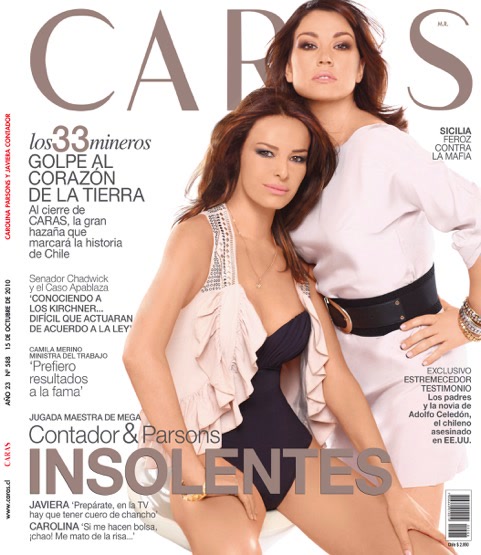 CARAS
M.R.
los 33 mineros
GOLPE AL
CORAZÓN
DE LA TIERRA
Al cierre de
CARAS, la gran
hazaña que
marcará la historia
de Chile
Senador Chadwick
y el Caso Apablaza
‘CONOCIENDO A
LOS KIRCHNER...
DIFÍCIL QUE ACTUARAN
DE ACUERDO A LA LEY’
CAMILA MERINO
MINISTRA DEL TRABAJO
‘Prefiero
resultados
a la fama’
SICILIA
FEROZ
CONTRA
LA MAFIA
EXCLUSIVO
ESTREMECEDOR
TESTIMONIO
Los padres
y la novia de
Adolfo Celedón,
el chileno
asesinado
en EE.UU.
JUGADA MAESTRA DE MEGA
Contador & Parsons
INSOLENTES
JAVIERA ‘Prepárate, en la TV
hay que tener cuero de chancho’
CAROLINA ‘Si me hacen bolsa,
¡chao! Me mato de la risa...’
CAROLINA PARSONS Y JAVIERA CONTADOR
AÑO 23 Nº 588 15 DE OCTUBRE DE 2010
CARAS
www.caras.cl